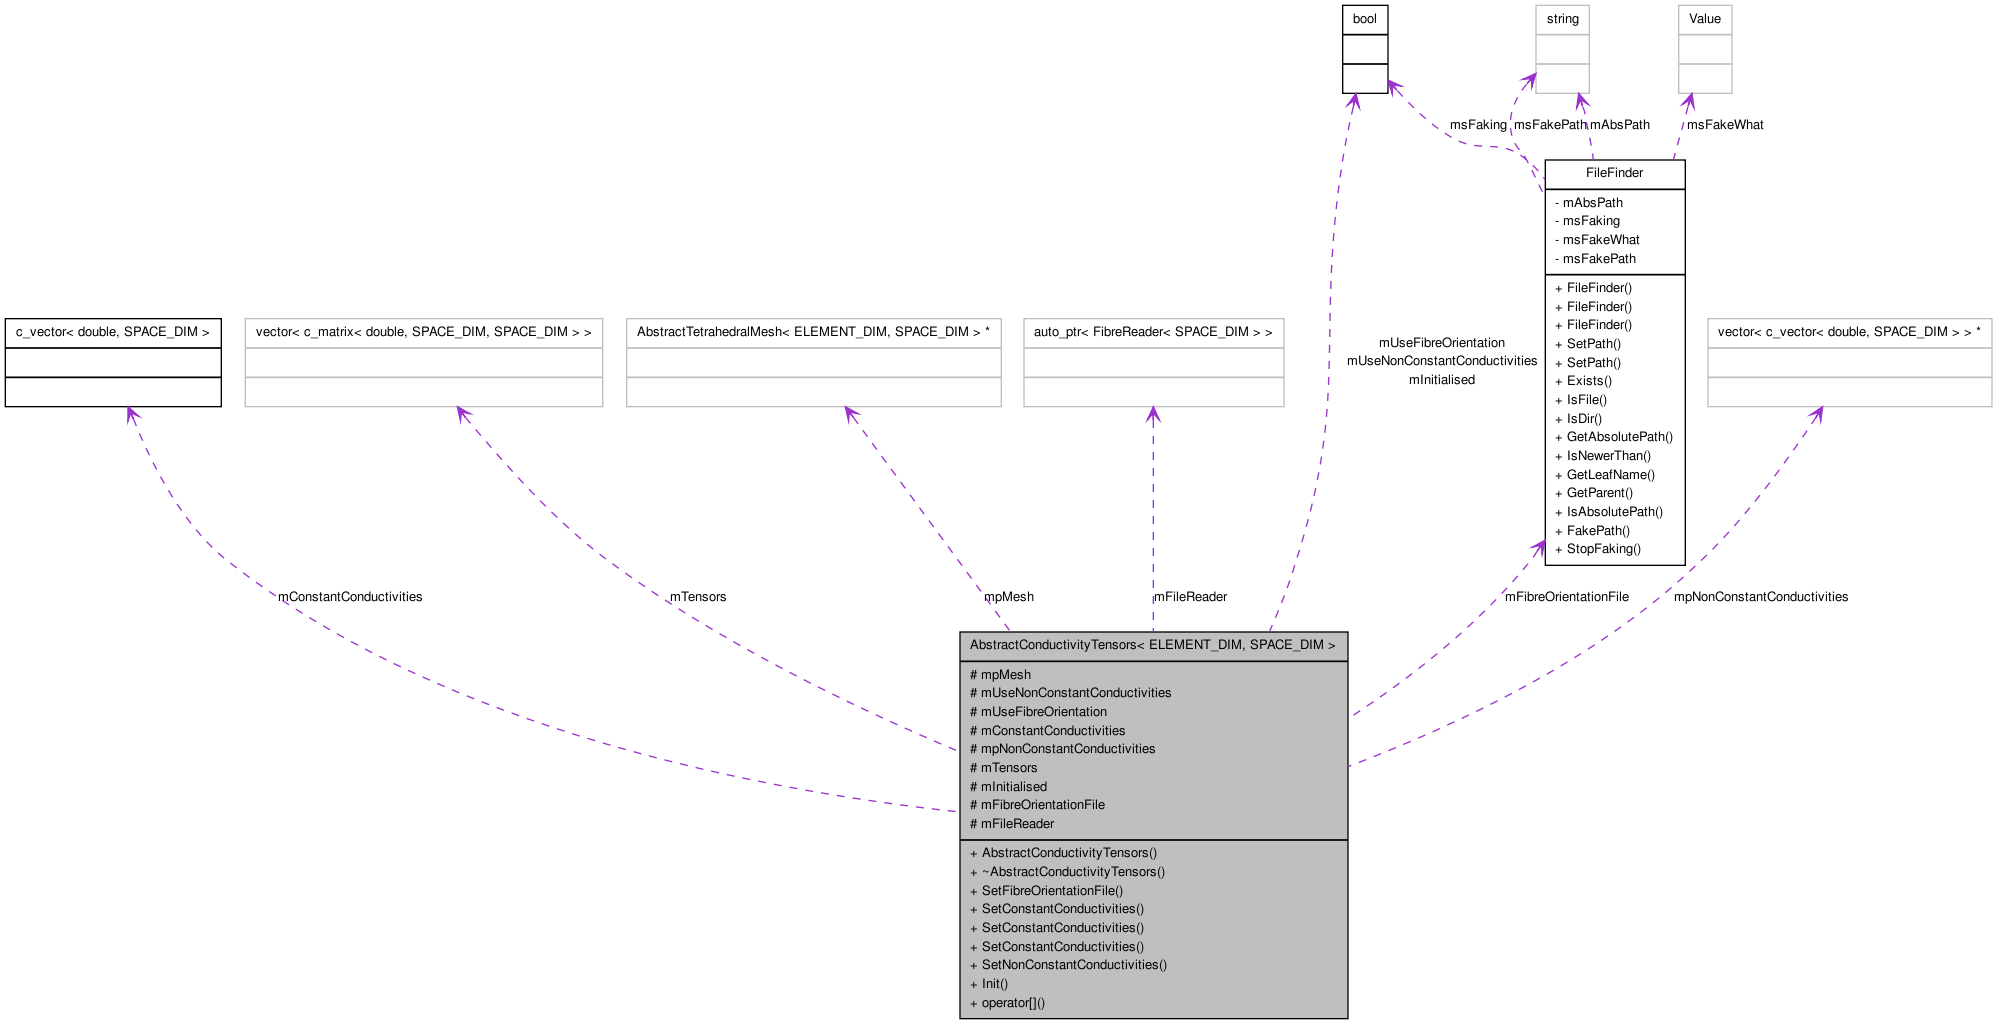 bool
string
Value
msFaking
msFakePath
mAbsPath
msFakeWhat
FileFinder
- mAbsPath
- msFaking
- msFakeWhat
- msFakePath
+ FileFinder()
+ FileFinder()
+ FileFinder()
+ SetPath()
+ SetPath()
+ Exists()
+ IsFile()
+ IsDir()
+ GetAbsolutePath()
+ IsNewerThan()
+ GetLeafName()
+ GetParent()
+ IsAbsolutePath()
+ FakePath()
+ StopFaking()
c_vector< double, SPACE_DIM >
vector< c_matrix< double, SPACE_DIM, SPACE_DIM > >
AbstractTetrahedralMesh< ELEMENT_DIM, SPACE_DIM > *
auto_ptr< FibreReader< SPACE_DIM > >
mUseFibreOrientation
mUseNonConstantConductivities
mInitialised
vector< c_vector< double, SPACE_DIM > > *
mConstantConductivities
mTensors
mpMesh
mFileReader
mFibreOrientationFile
mpNonConstantConductivities
AbstractConductivityTensors< ELEMENT_DIM, SPACE_DIM >
# mpMesh
# mUseNonConstantConductivities
# mUseFibreOrientation
# mConstantConductivities
# mpNonConstantConductivities
# mTensors
# mInitialised
# mFibreOrientationFile
# mFileReader
+ AbstractConductivityTensors()
+ ~AbstractConductivityTensors()
+ SetFibreOrientationFile()
+ SetConstantConductivities()
+ SetConstantConductivities()
+ SetConstantConductivities()
+ SetNonConstantConductivities()
+ Init()
+ operator[]()